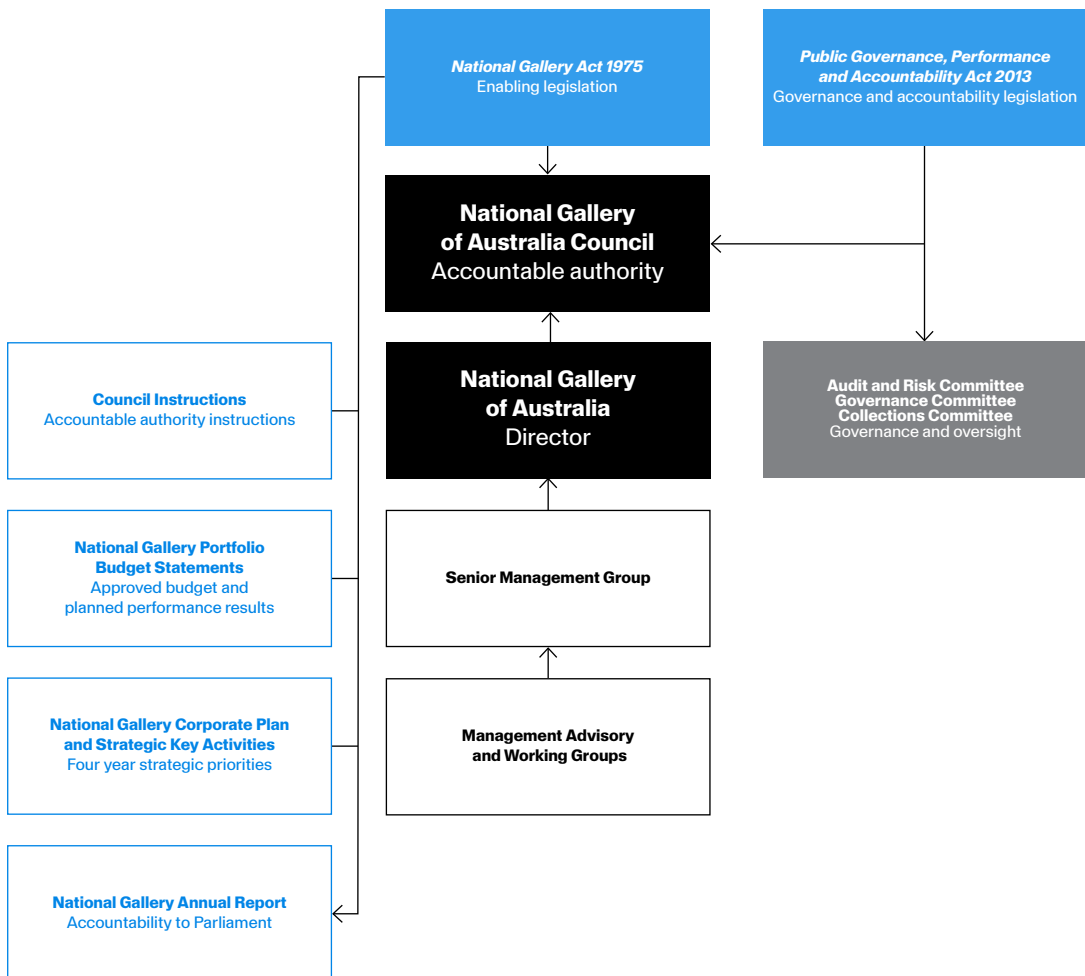 National Gallery Act 1975
Enabling legislation
Public Governance, Performance
and Accountability Act 2013
Governance and accountability legislation
National Gallery
of Australia Council
Accountable authority
Council Instructions
Accountable authority instructions
National Gallery
of Australia
Director
Audit and Risk Committee
Governance Committee
Collections Committee
Governance and oversight
National Gallery Portfolio
Budget Statements
Approved budget and
planned performance results
Senior Management Group
National Gallery Corporate Plan
and Strategic Key Activities
Four year strategic priorities
Management Advisory
and Working Groups
National Gallery Annual Report
Accountability to Parliament